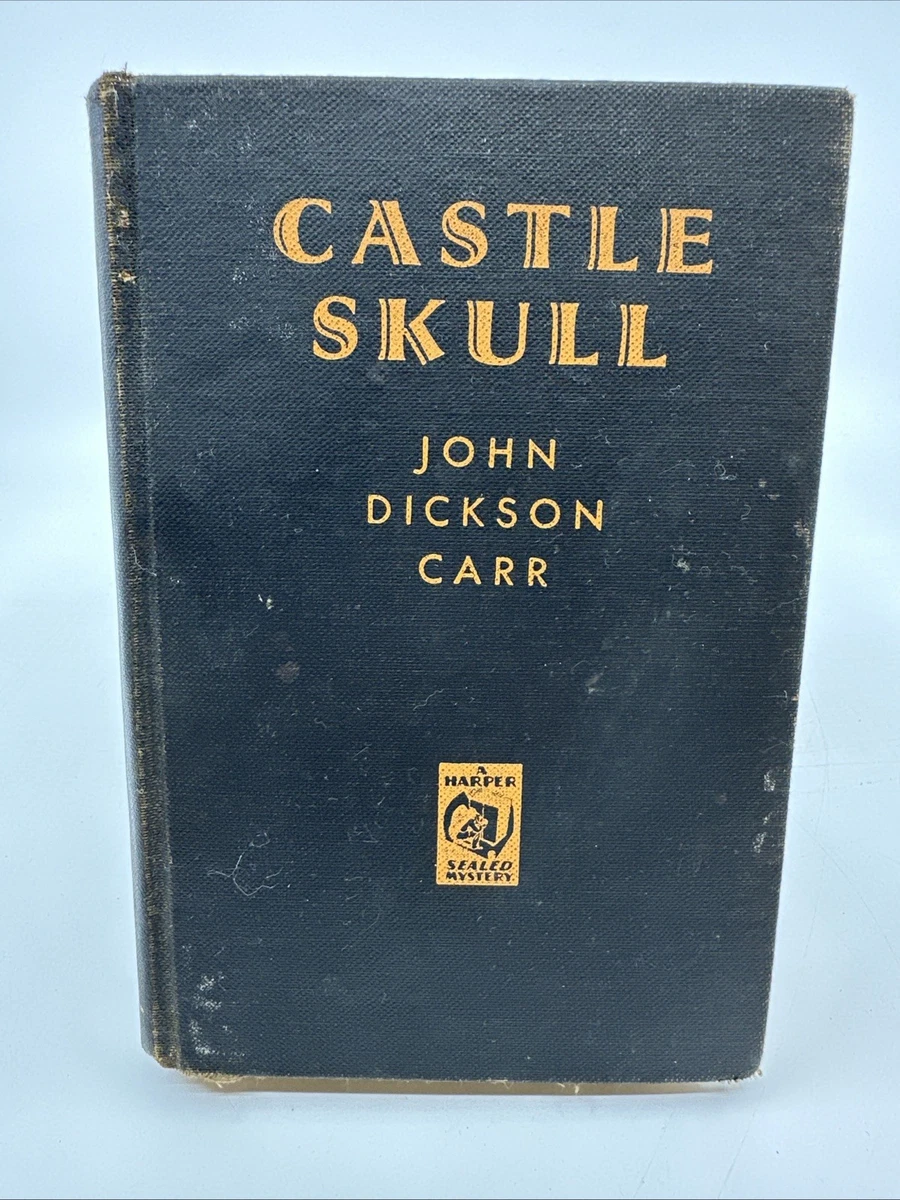 CASTLE
SKULL
JOHN
DICKSON
CARR
A
HARPER
SEALED
MYSTERY